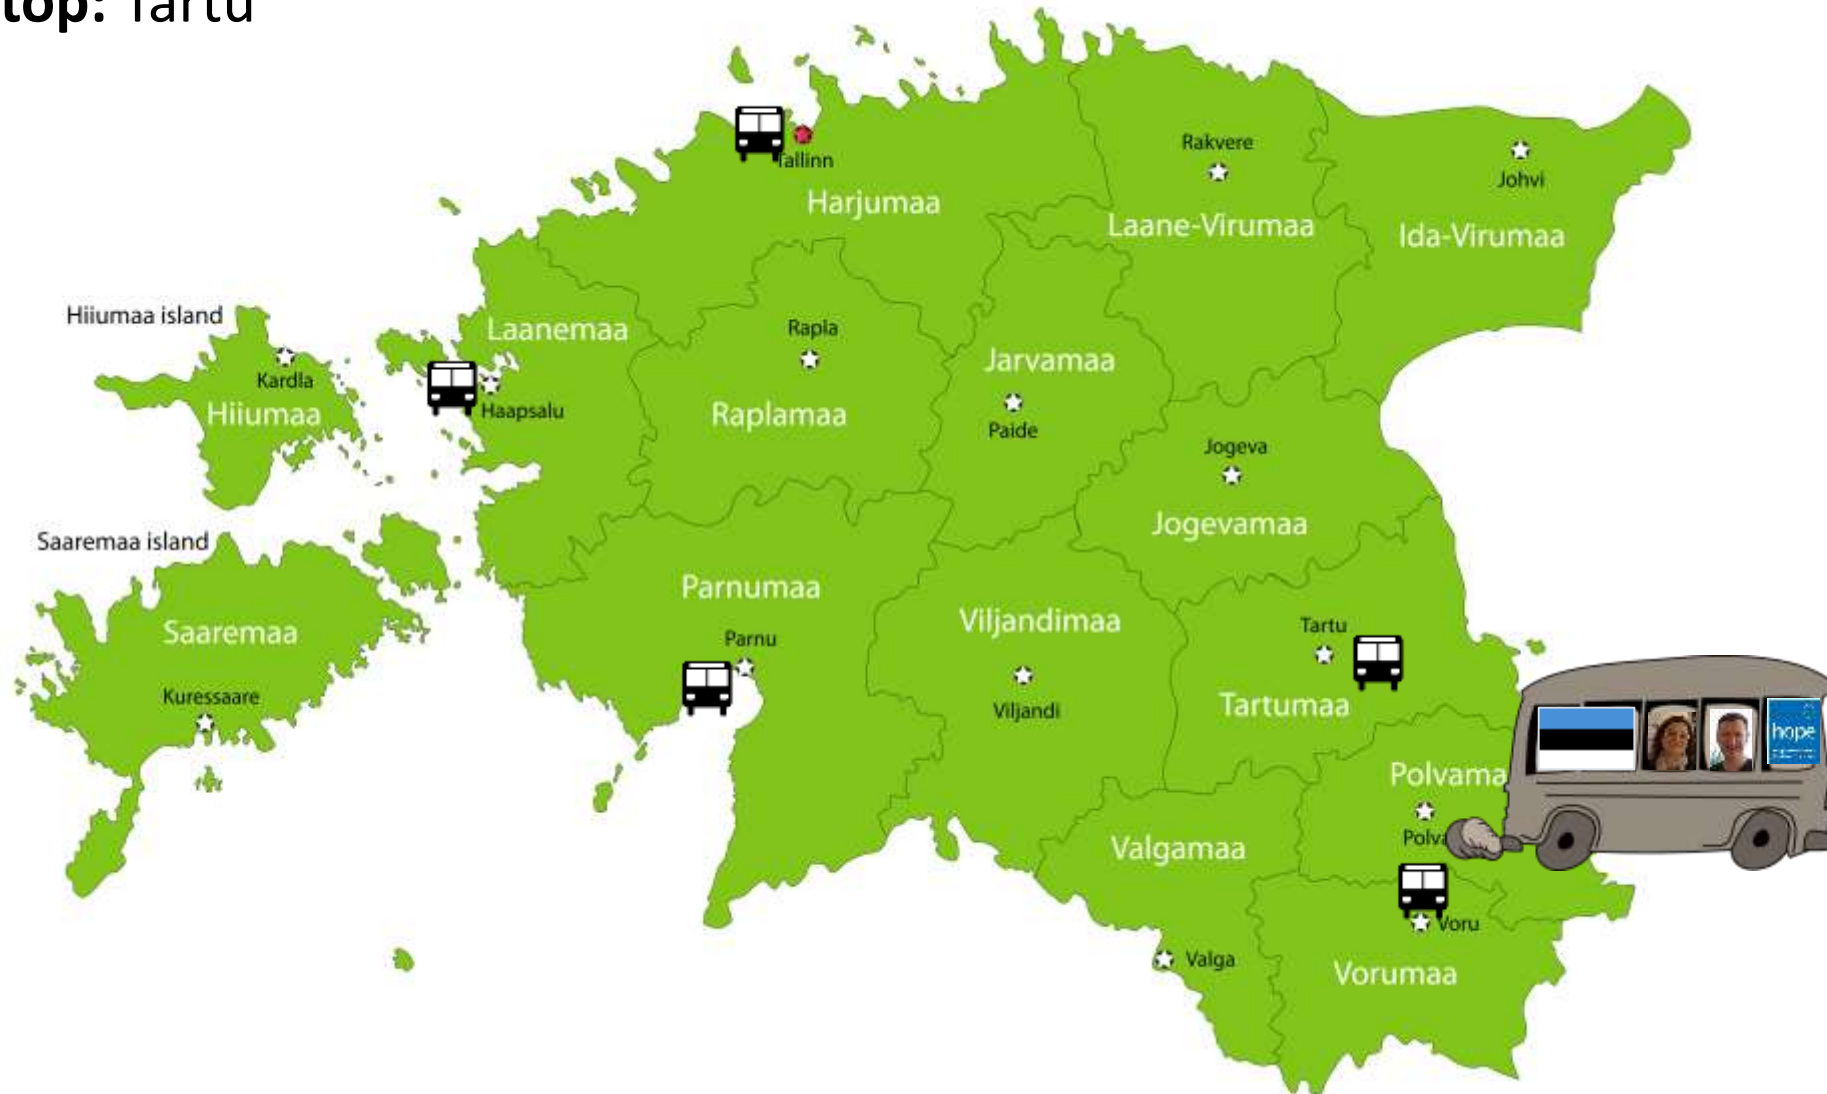 top: Tartu
Tallinn
Harjumaa
Rakvere
Laane-Virumaa
Johvi
Ida-Virumaa
Hiiumaa island
Kardla
Hiiumaa
Laanemaa
Haapsalu
Rapla
Raplamaa
Jarvamaa
Paide
Jogeva
Jogevamaa
Saaremaa island
Saaremaa
Kuressaare
Parnumaa
Parnu
Viljandimaa
Viljandi
Tartu
Tartumaa
hope
Polvama
Polva
Valgamaa
Voru
Valga
Vorumaa